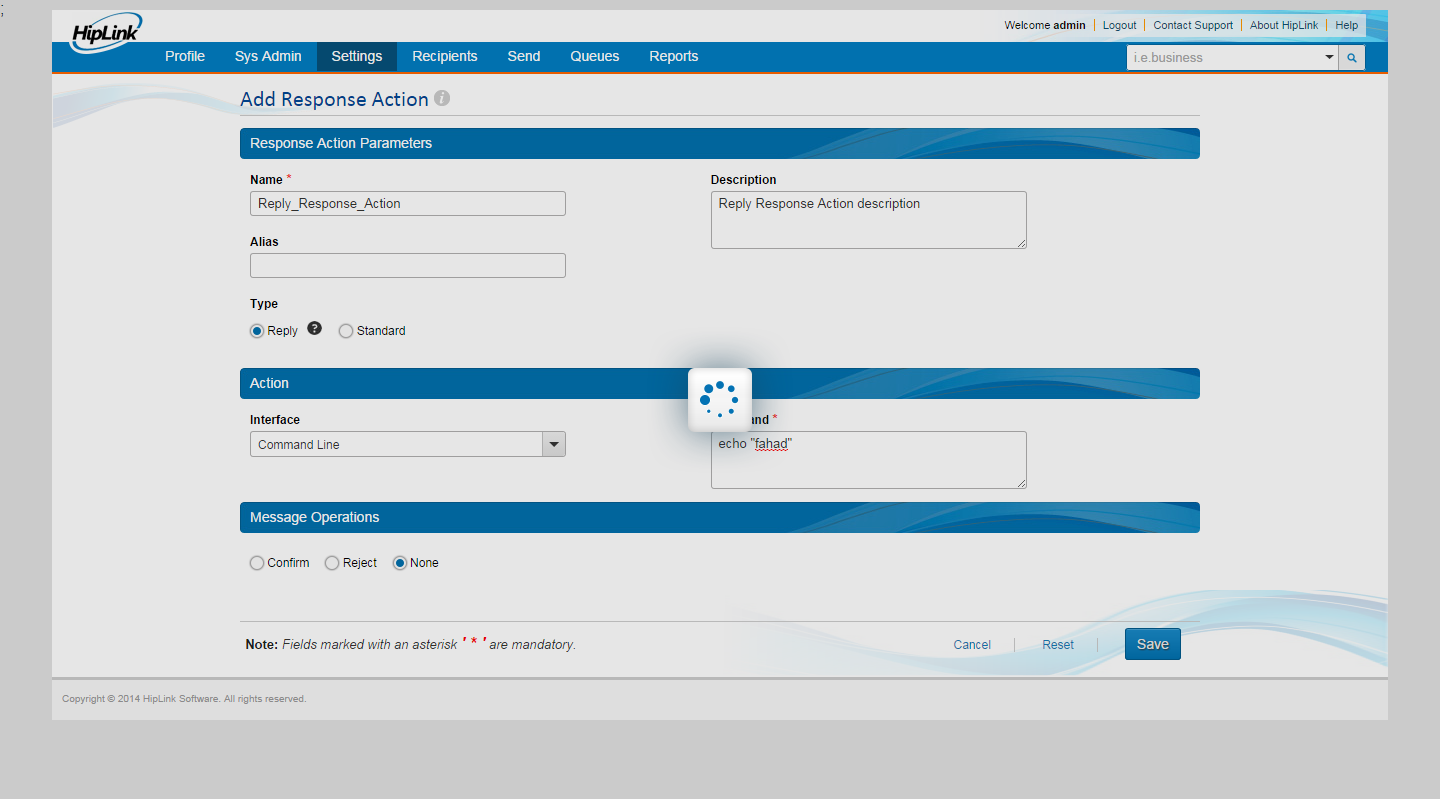 ;
HipLink
Welcome admin Logout Contact Support About HipLink Help
Profile Sys Admin Settings Recipients Send Queues Reports i.e.business
Add Response Action i
Response Action Parameters
Name * Description
Reply_Response_Action Reply Response Action description
Alias
Type
Reply ? Standard
Action
Interface and *
Command Line echo "fahad"
Message Operations
Confirm Reject None
Note: Fields marked with an asterisk ' * ' are mandatory. Cancel Reset Save
Copyright © 2014 HipLink Software. All rights reserved.